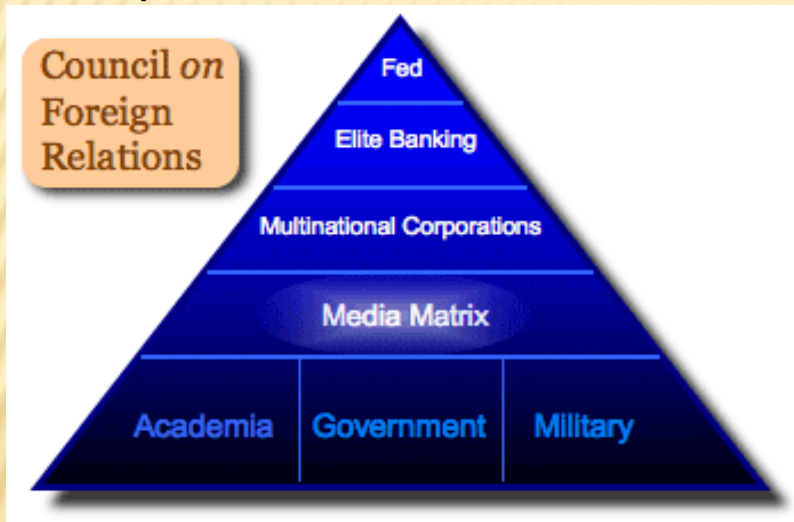 Council on
Foreign
Relations
Fed
Elite Banking
Multinational Corporations
Media Matrix
Academia Government Military